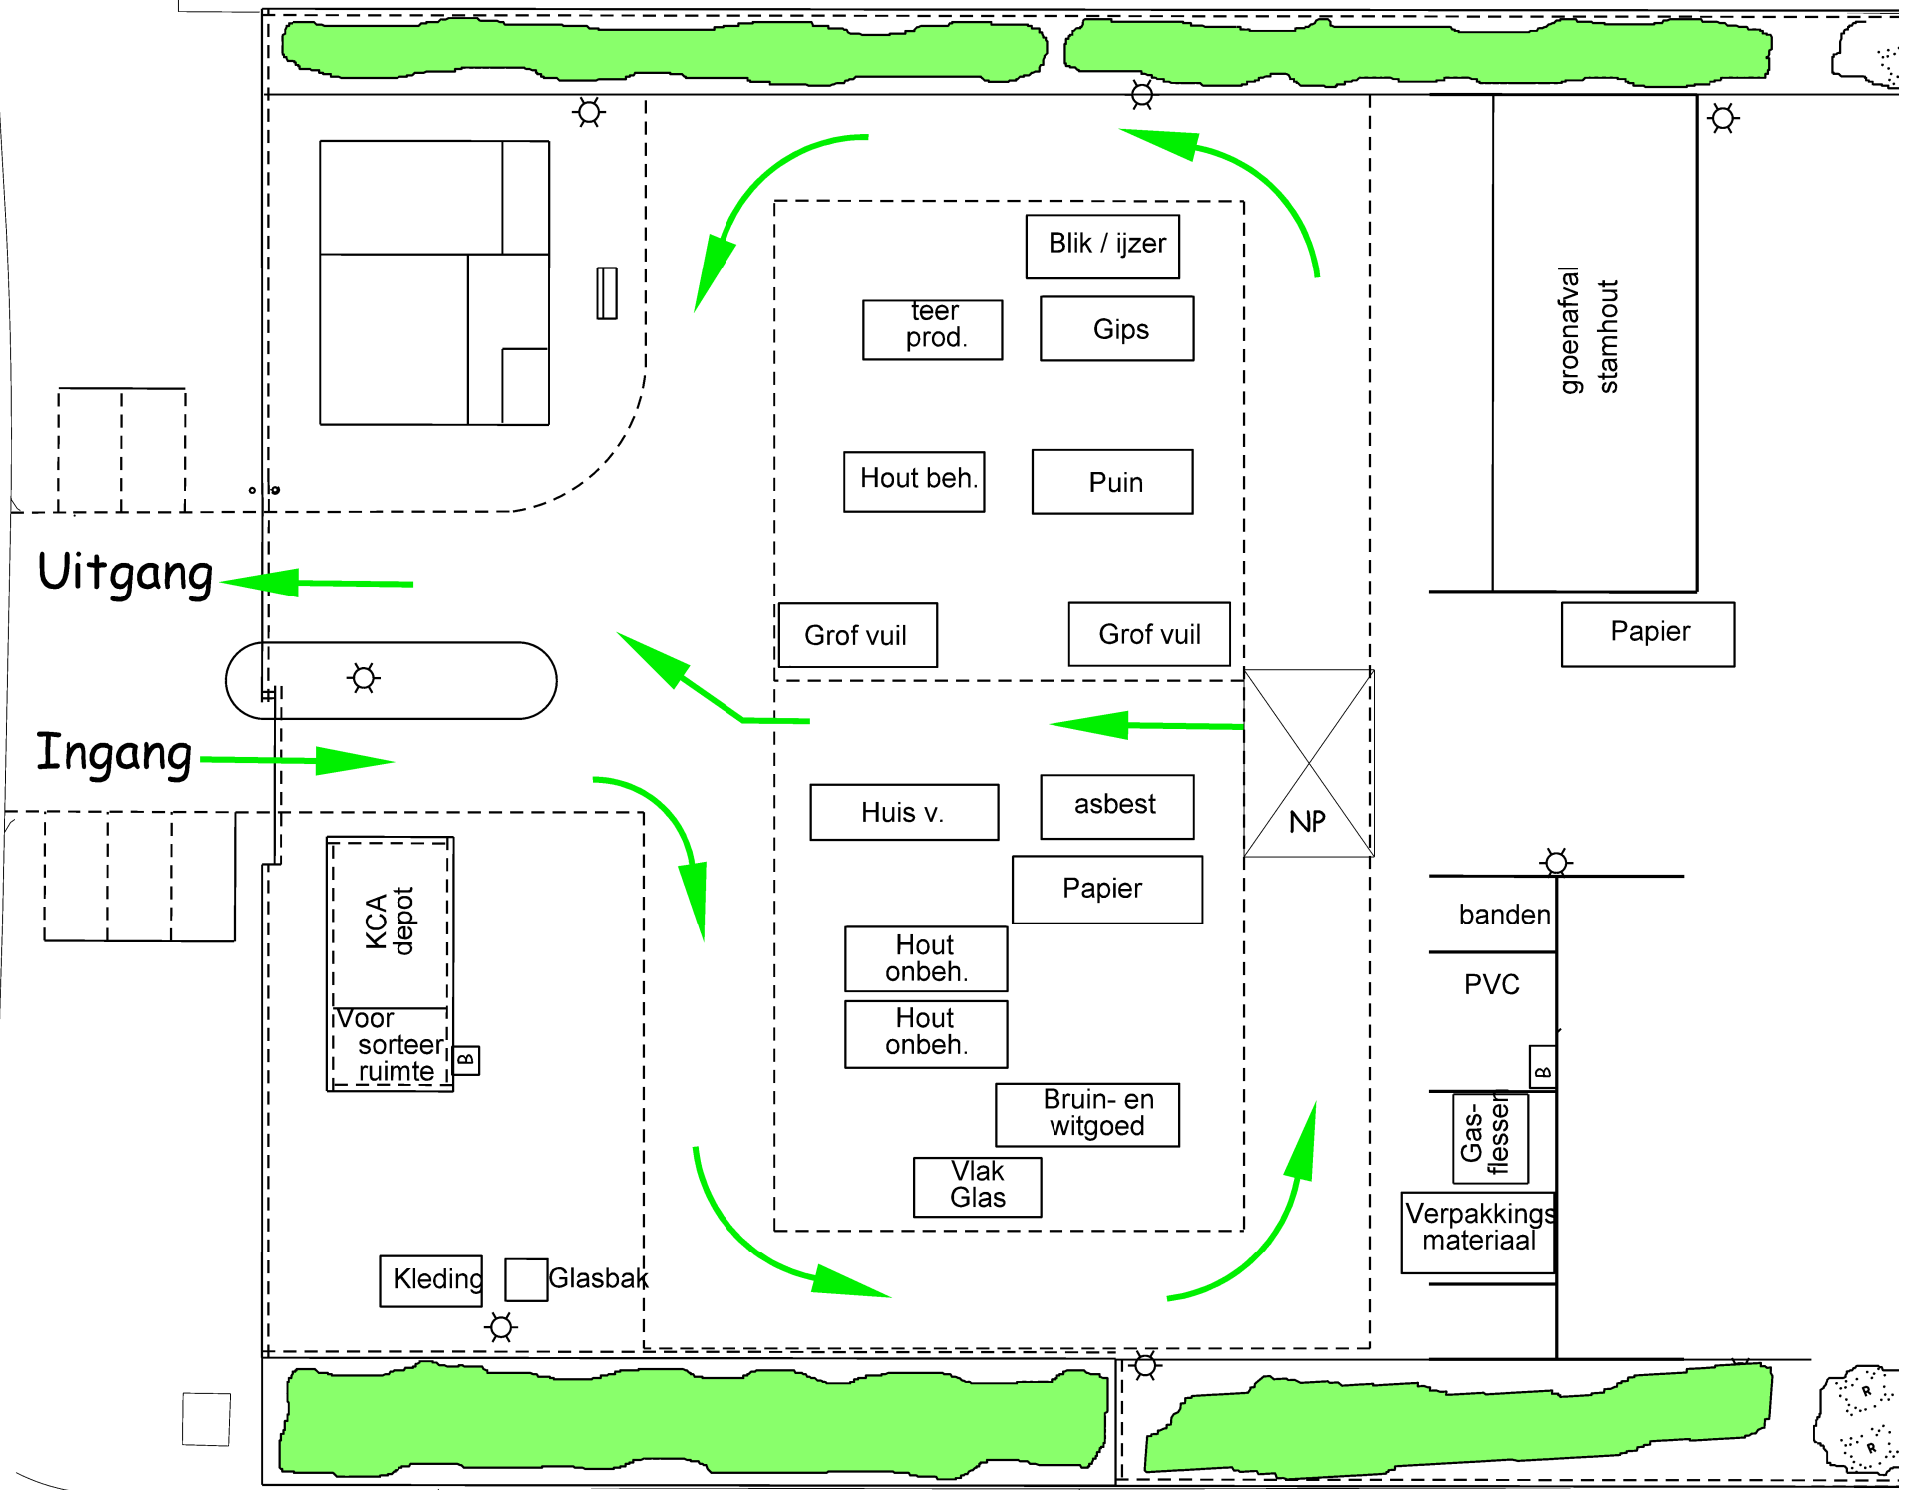 Blik / ijzer
teer
prod.
Gips
groenafval
stamhout
Hout beh.
Puin
Uitgang
Grof vuil
Grof vuil
Papier
Ingang
Huis v.
asbest
NP
Papier
KCA
depot
banden
Hout
onbeh.
PVC
Voor
sorteer
ruimte
B
Hout
onbeh.
B
Bruin- en
witgoed
Gas-
flessen
Vlak
Glas
Verpakkings
materiaal
Kleding
Glasbak
R
R